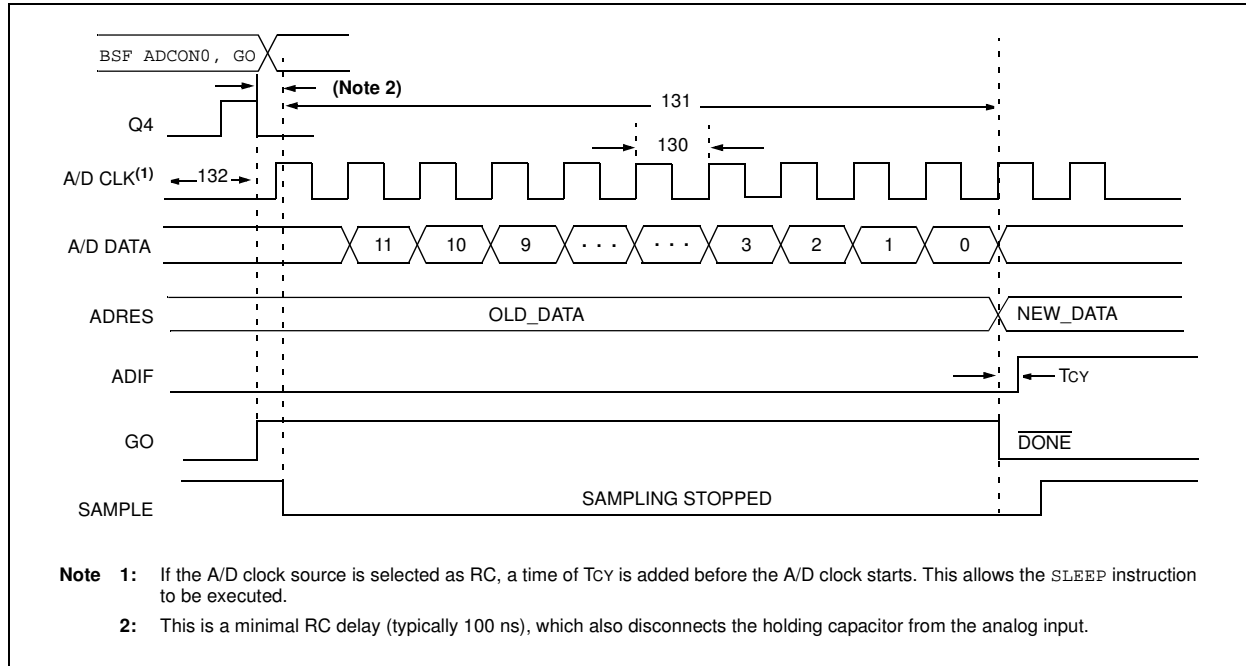 BSF ADCON0, GO
(Note 2)
131
Q4
130
A/D CLK(1)
132
A/D DATA
11 10 9 . . . . . . 3 2 1 0
ADRES
OLD_DATA
NEW_DATA
ADIF
TCY
GO
DONE
SAMPLING STOPPED
SAMPLE
Note 1: If the A/D clock source is selected as RC, a time of TCY is added before the A/D clock starts. This allows the SLEEP instruction
to be executed.
2: This is a minimal RC delay (typically 100 ns), which also disconnects the holding capacitor from the analog input.